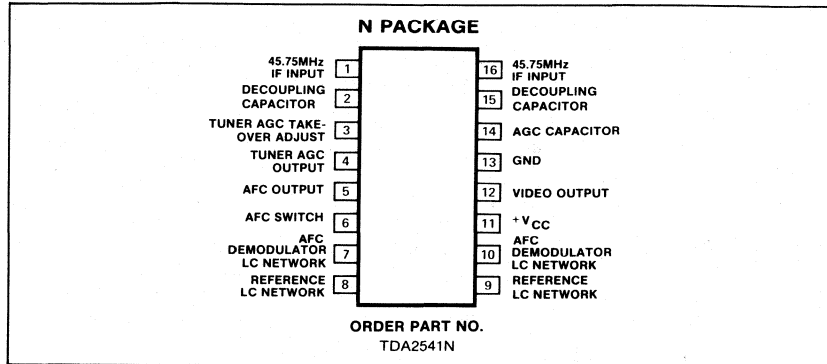 N PACKAGE
45.75MHz
IF INPUT
1
DECOUPLING
CAPACITOR
2
TUNER AGC TAKE-
OVER ADJUST
3
TUNER AGC
OUTPUT
4
AFC OUTPUT
5
AFC SWITCH
6
AFC
DEMODULATOR
LC NETWORK
7
REFERENCE
LC NETWORK
8
16
45.75MHz
IF INPUT
15
DECOUPLING
CAPACITOR
14
AGC CAPACITOR
13
GND
12
VIDEO OUTPUT
11
+VCC
10
AFC
DEMODULATOR
LC NETWORK
9
REFERENCE
LC NETWORK
ORDER PART NO.
TDA2541N